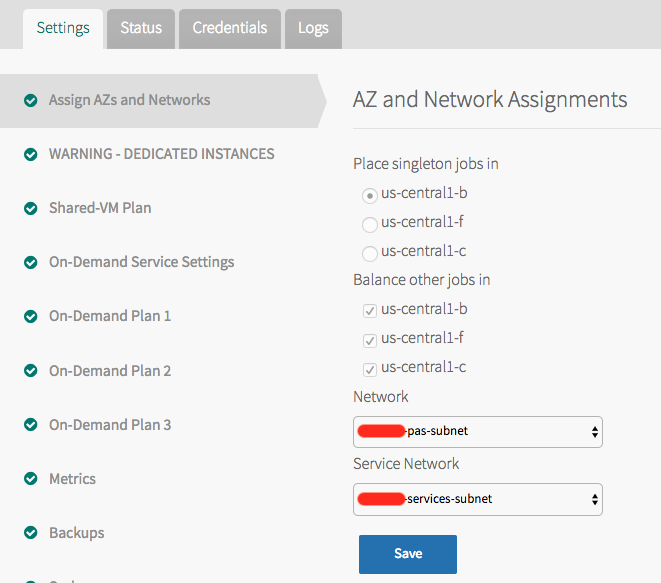 Settings
Status
Credentials
Logs
Assign AZs and Networks
WARNING - DEDICATED INSTANCES
Shared-VM Plan
On-Demand Service Settings
On-Demand Plan 1
On-Demand Plan 2
On-Demand Plan 3
Metrics
Backups
AZ and Network Assignments
Place singleton jobs in
us-central1-b
us-central1-f
us-central1-c
Balance other jobs in
us-central1-b
us-central1-f
us-central1-c
Network
-pas-subnet
Service Network
-services-subnet
Save